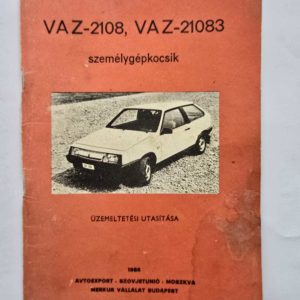 VAZ-2108, VAZ-21083
személygépkocsik
ÜZEMELTETÉSI UTASÍTÁSA
1986
AVTOEXPORT - SZOVJETUNIÓ - MOSZKVA
MERKUR VÁLLALAT BUDAPEST